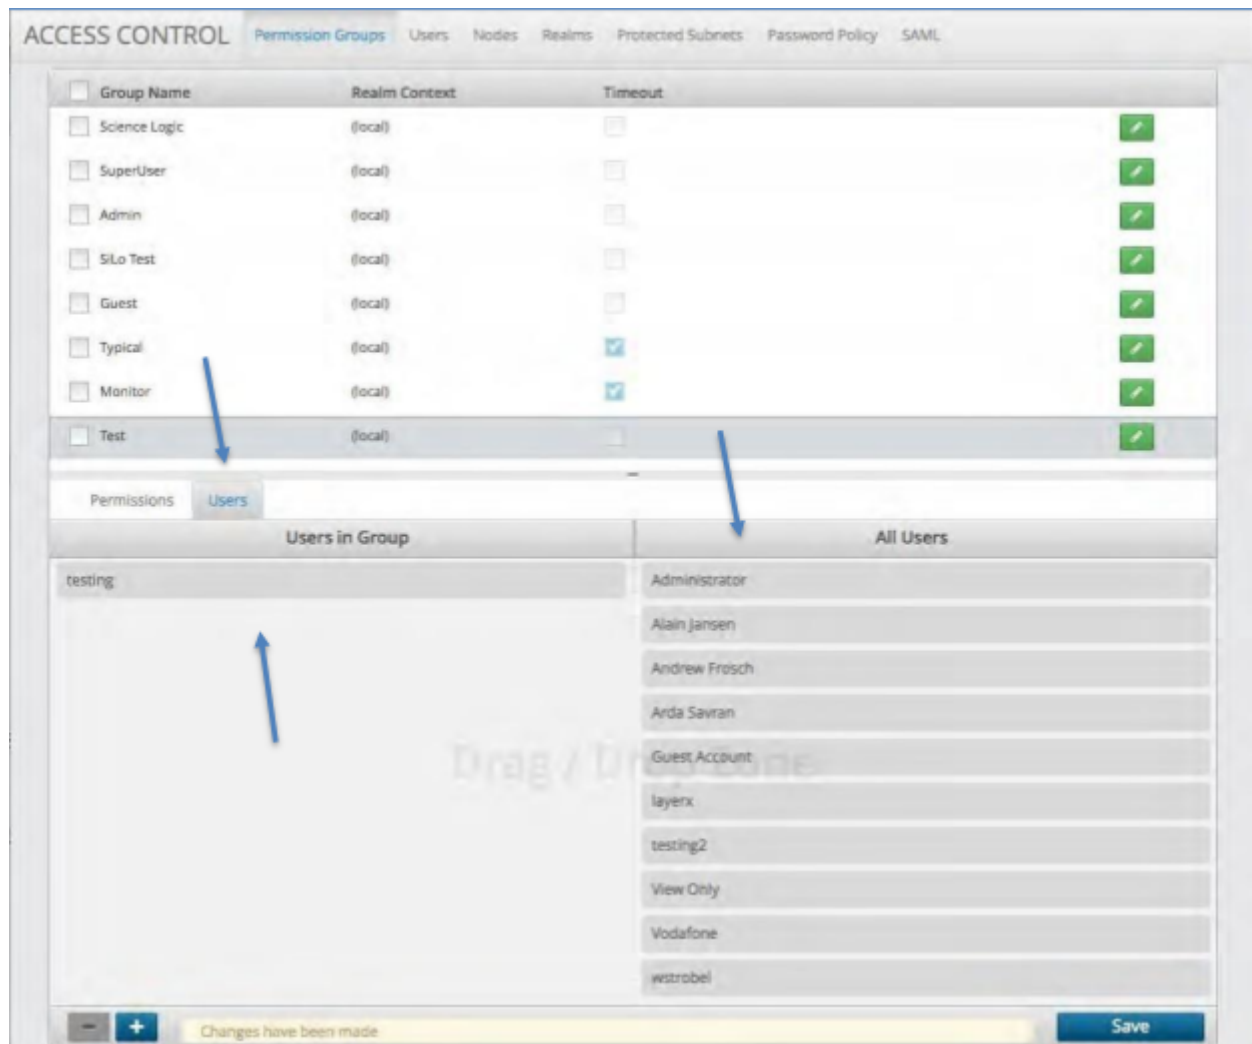 ACCESS CONTROL Permission Groups Users Nodes Realms Protected Subnets Password Policy SAML
Group Name Realm Context Timeout
Science Logic (local)
SuperUser (local)
Admin (local)
SiLo Test (local)
Guest (local)
Typical (local)
Monitor (local)
Test (local)
Permissions Users
Users in Group All Users
testing Administrator
Alain Jansen
Andrew Frosch
Arda Savran
Guest Account
Drag / Drop Zone
layerx
testing2
View Only
Vodafone
wstrobel
- + Changes have been made Save